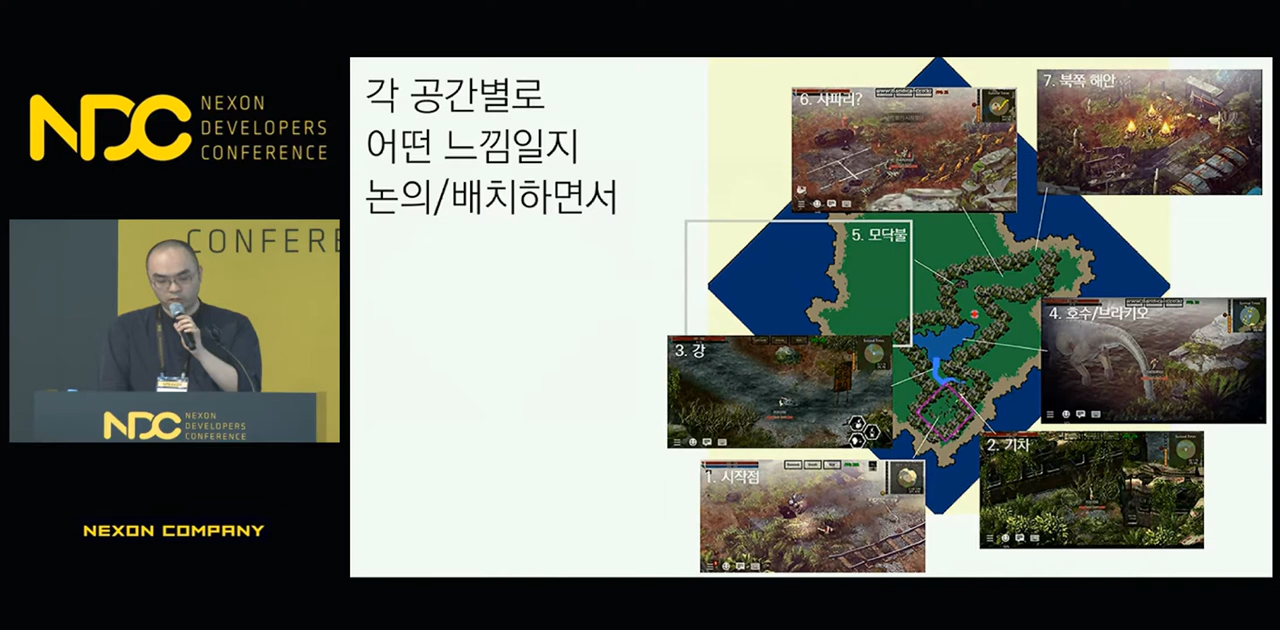 NDC
NEXON
DEVELOPERS
CONFERENCE
CONFERE
NDC
NEXON
DEVELOPERS
CONFERENCE
NEXON COMPANY
각 공간별로
어떤 느낌일지
논의/배치하면서
6. 사파리?
7. 북쪽 해안
5. 모닥불
4. 호수/브라키오
3. 강
2. 기차
1. 시작점